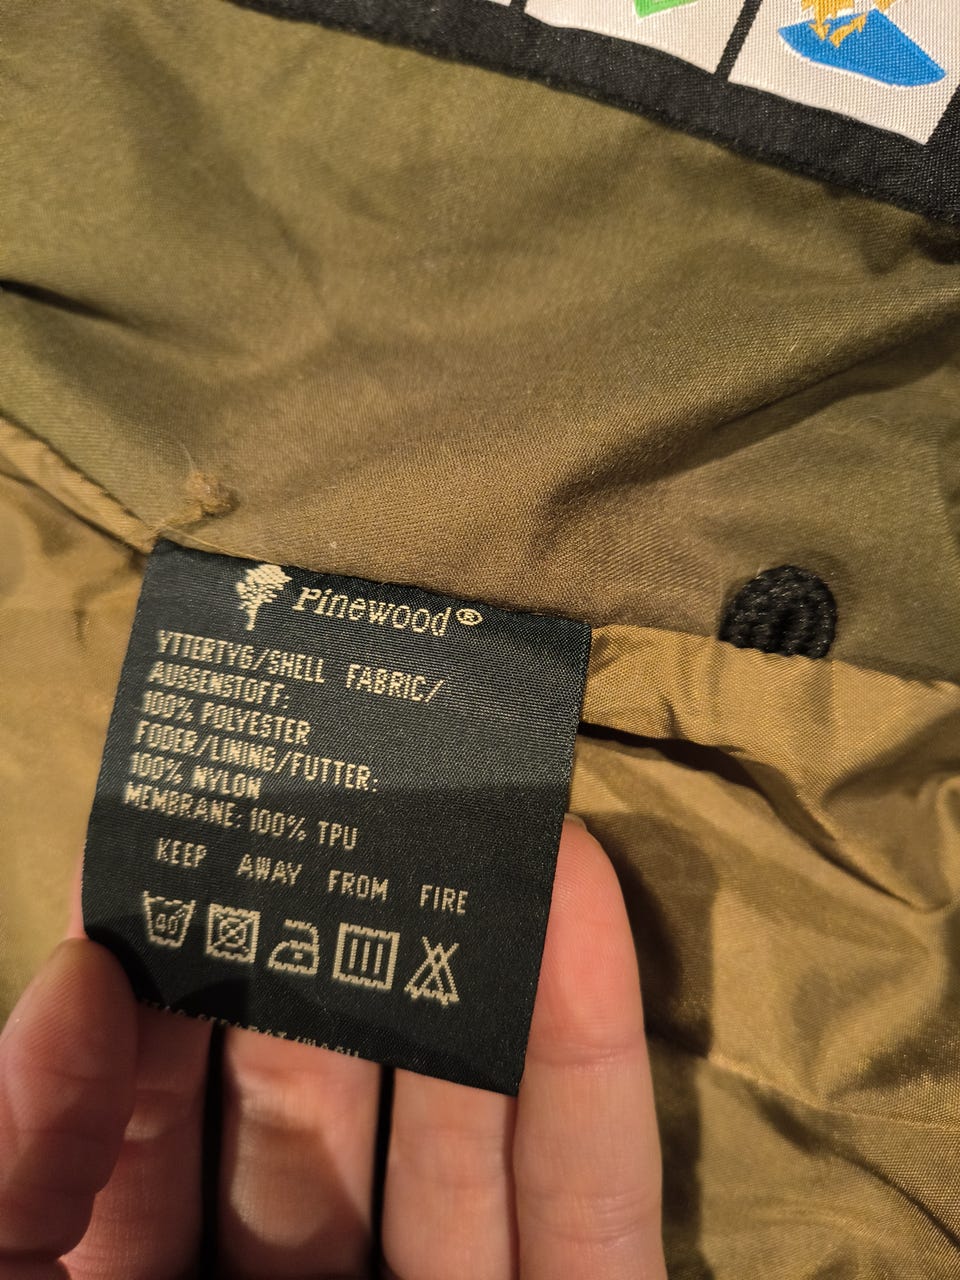 Pinewood®
YTTERTYG/SHELL FABRIC/
AUSSENSTOFF:
100% POLYESTER
FODER/LINING/FUTTER:
100% NYLON
MEMBRANE: 100% TPU
KEEP AWAY FROM FIRE
40